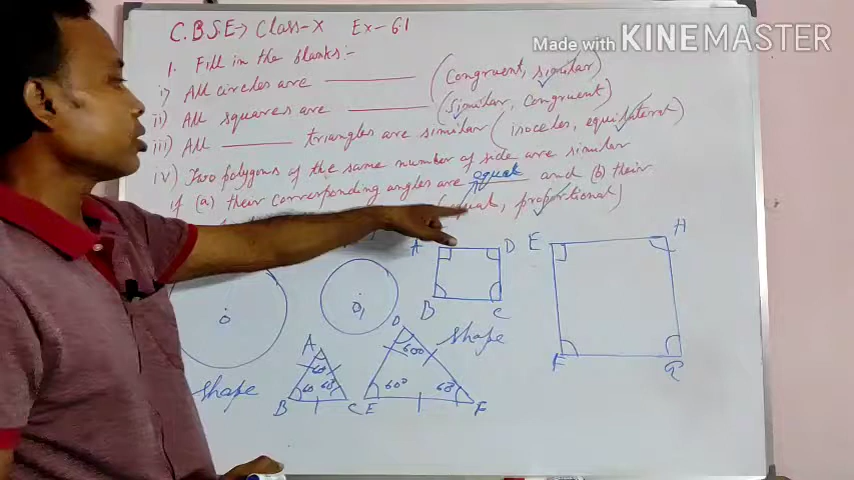 Made with KINEMASTER
C.B.S.E → Class-X Ex-6.1
1. Fill in the blanks:-
i) All circles are ________ (Congruent, similar)
ii) All squares are ________ (similar, Congruent)
iii) All ________ triangles are similar (isoceles, equilateral)
iv) Two polygons of the same number of side are similar
if (a) their corresponding angles are equal and (b) their
(equal, proportional)
A D E H
B C
O O₁
shape
A D shape
60 600
60 60 600 60
B C E F
F G
shape